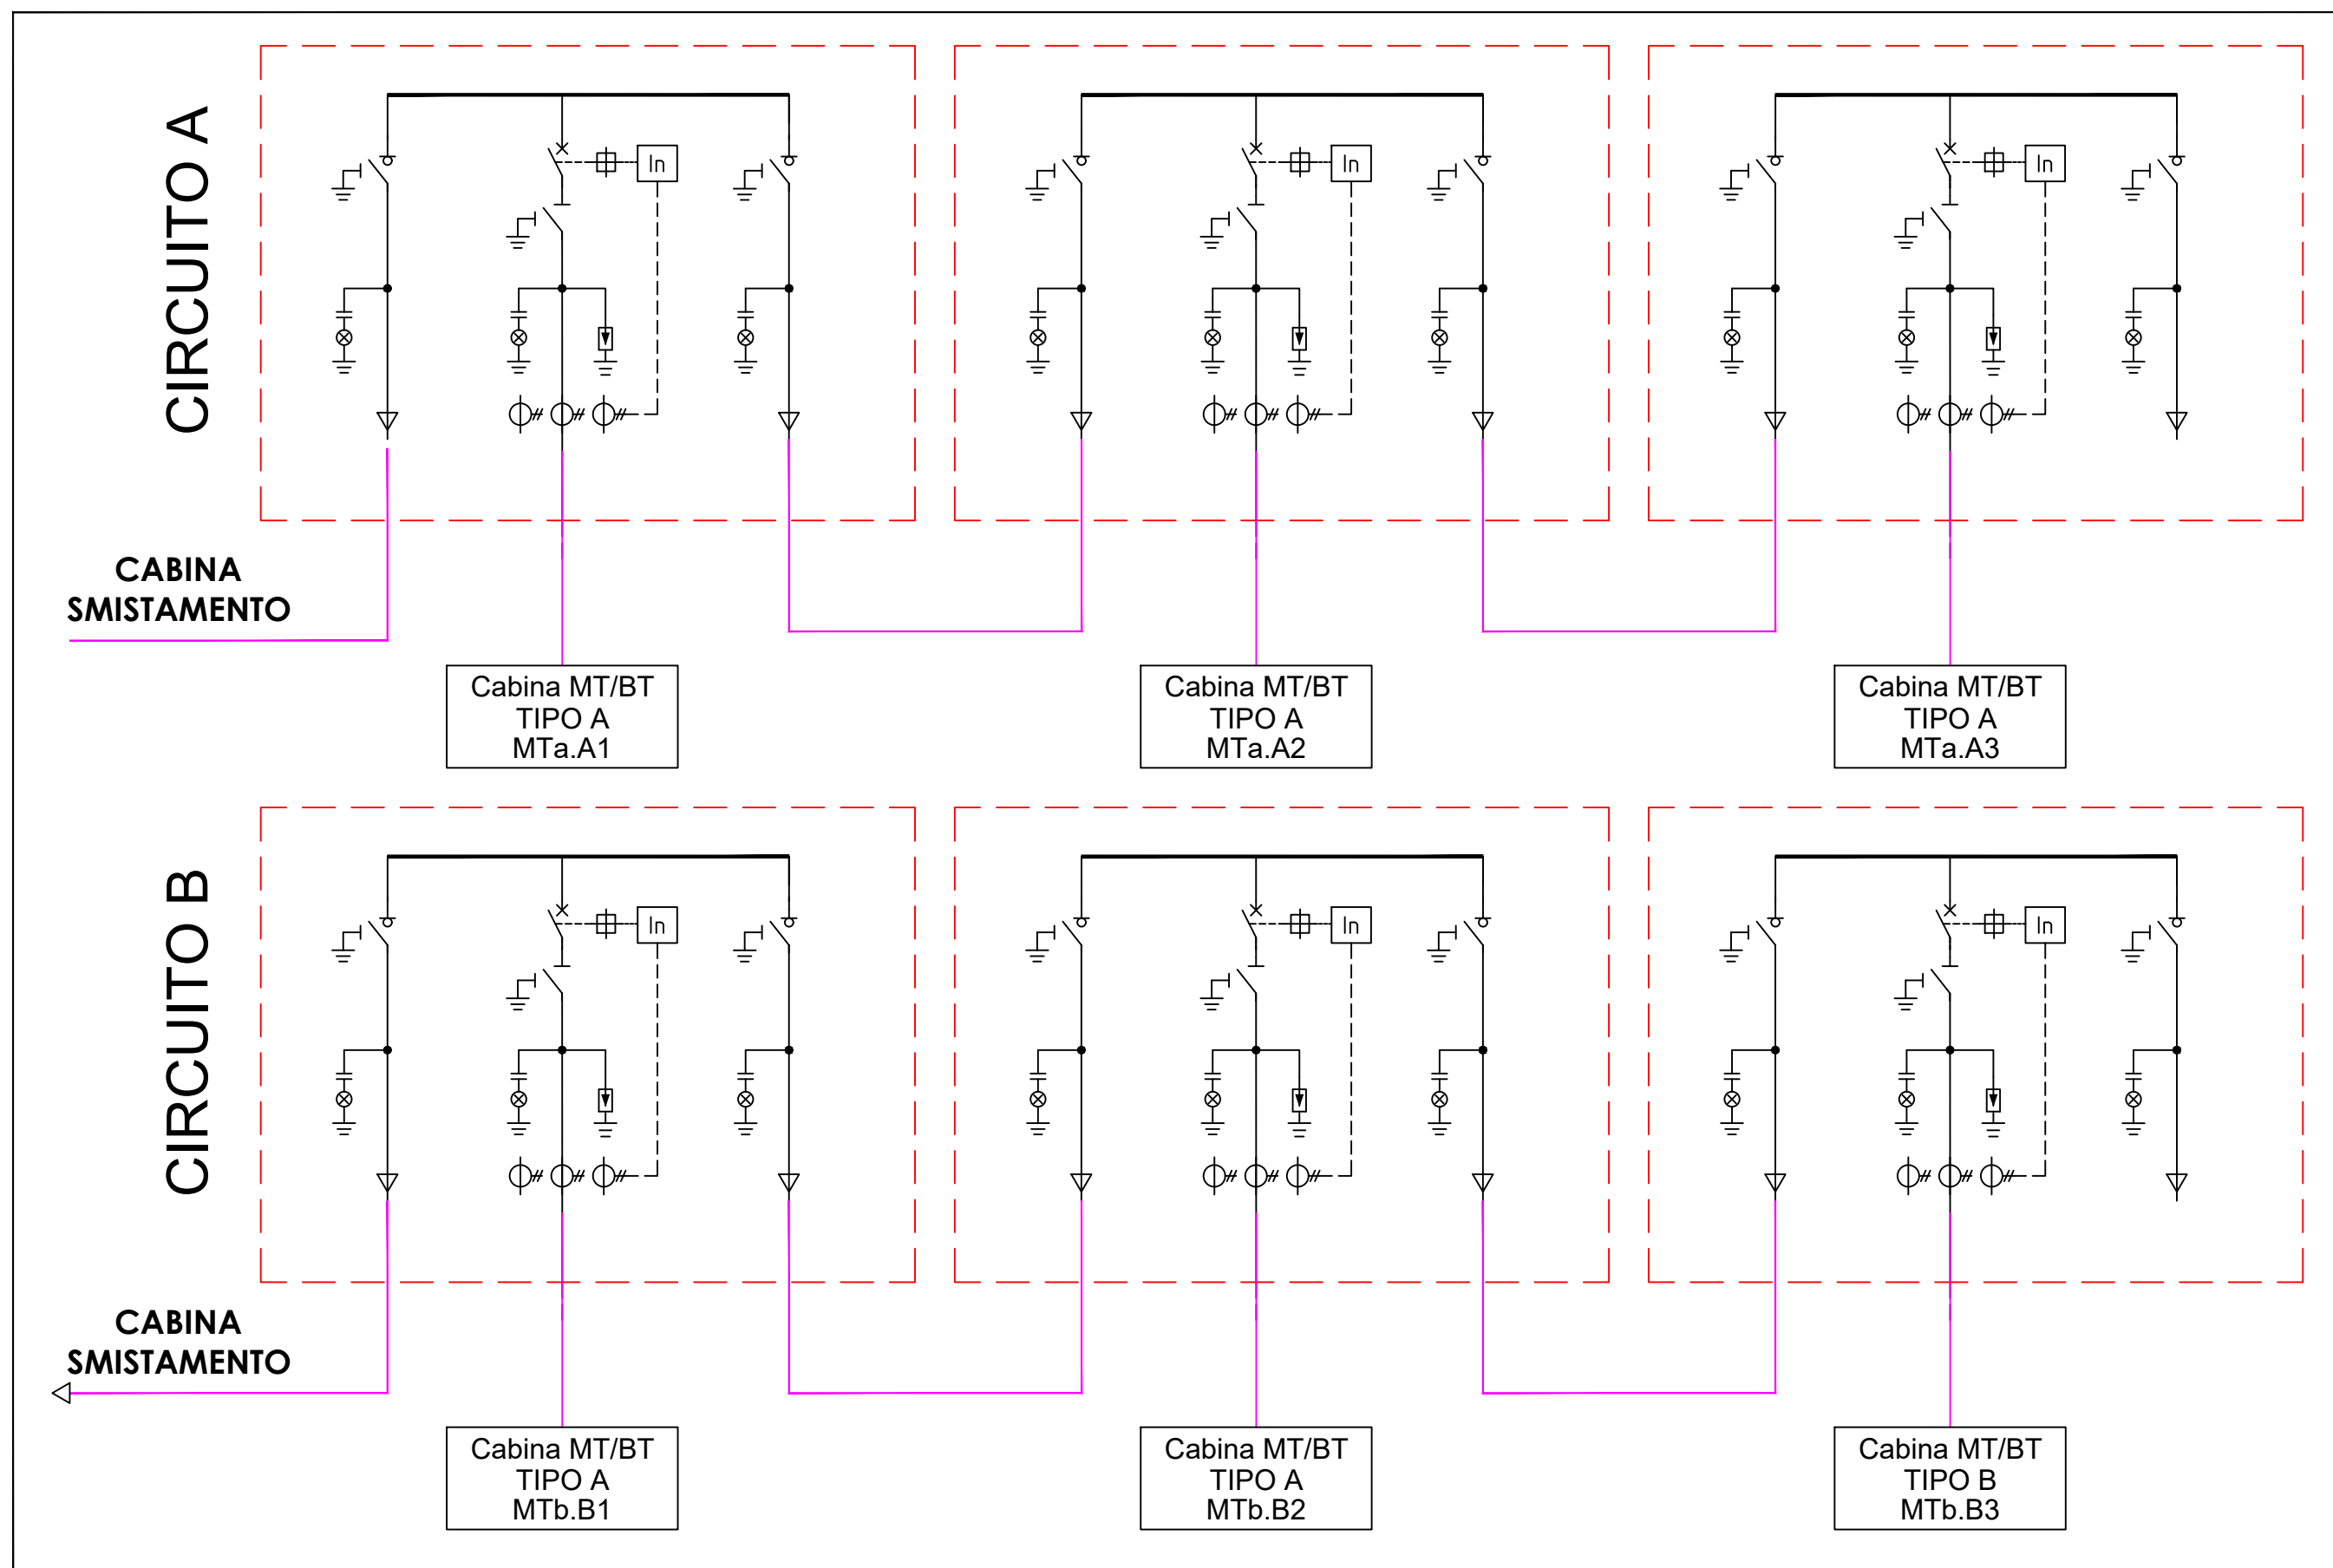 CIRCUITO A
In
In
In
CABINA
SMISTAMENTO
Cabina MT/BT
TIPO A
MTa.A1
Cabina MT/BT
TIPO A
MTa.A2
Cabina MT/BT
TIPO A
MTa.A3
CIRCUITO B
In
In
In
CABINA
SMISTAMENTO
Cabina MT/BT
TIPO A
MTb.B1
Cabina MT/BT
TIPO A
MTb.B2
Cabina MT/BT
TIPO B
MTb.B3